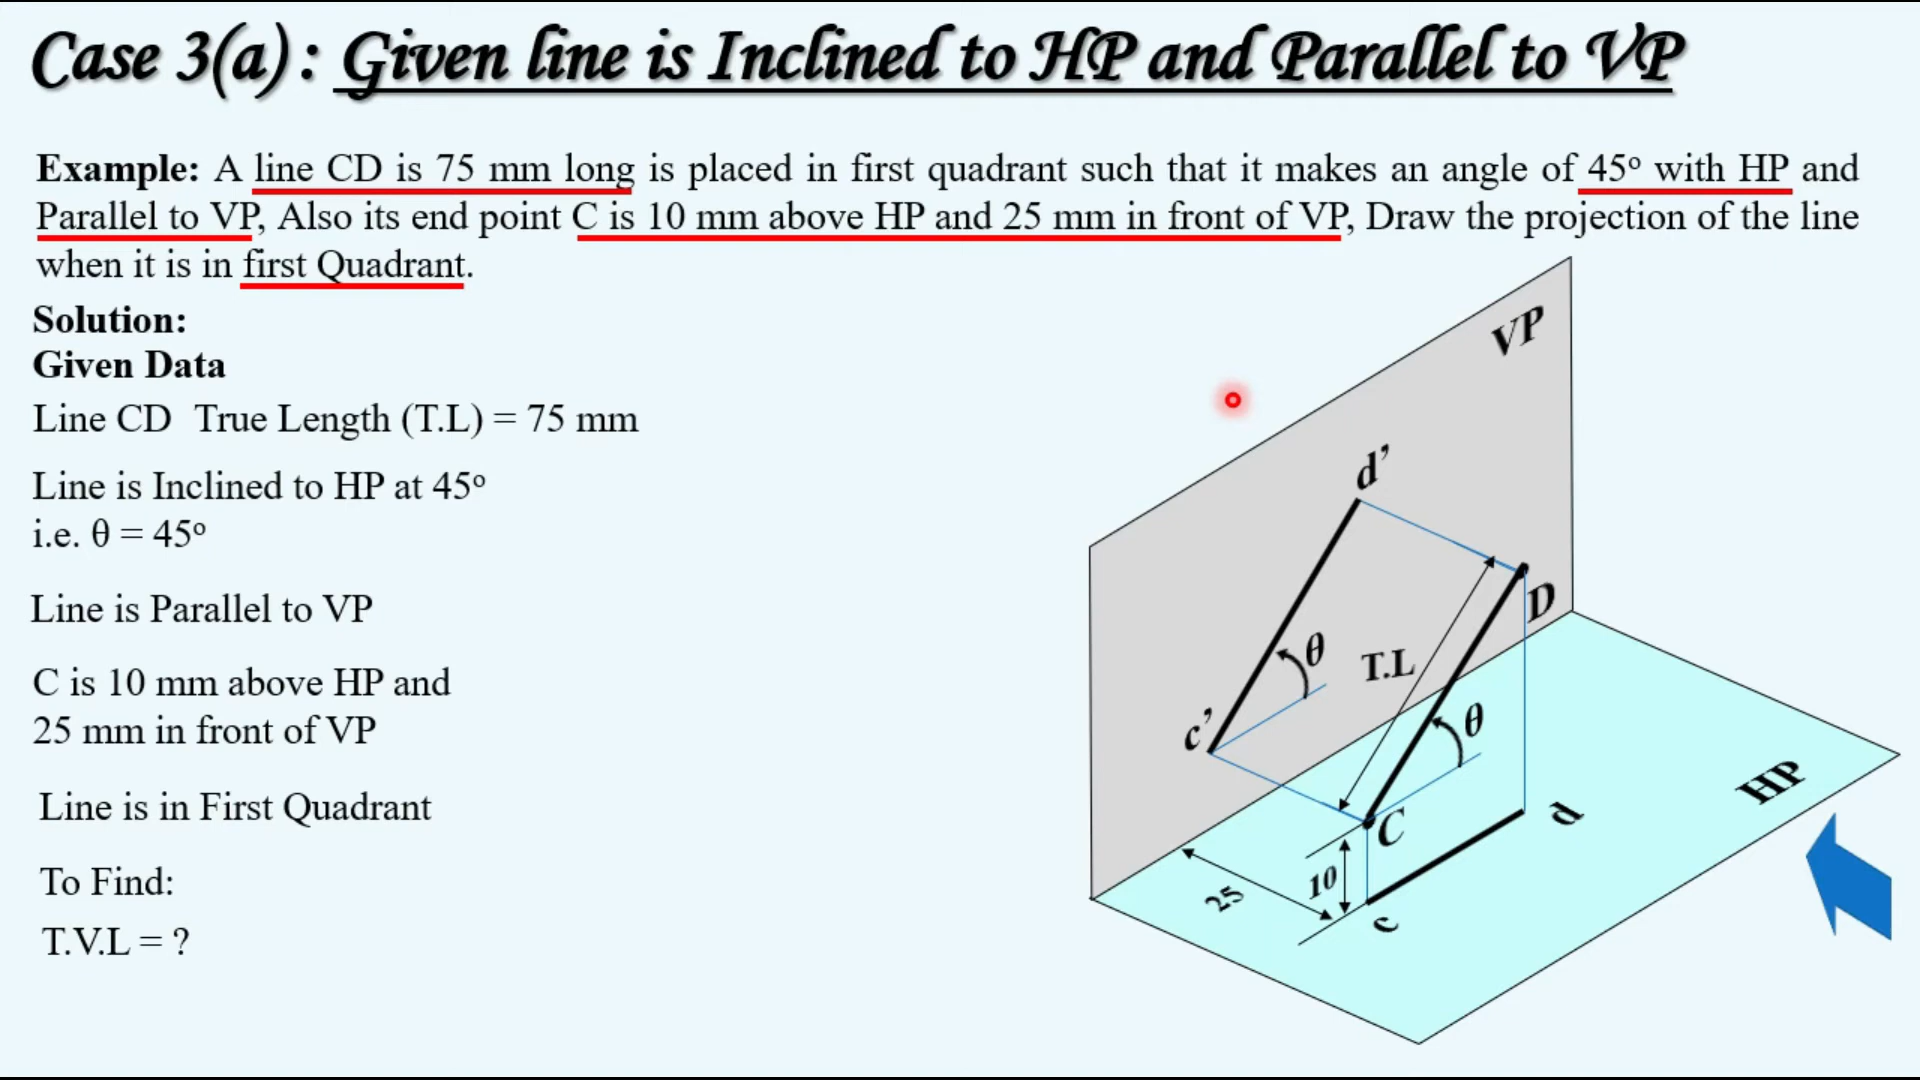 Case 3(a) : Given line is Inclined to HP and Parallel to VP
Example: A line CD is 75 mm long is placed in first quadrant such that it makes an angle of 45º with HP and
Parallel to VP, Also its end point C is 10 mm above HP and 25 mm in front of VP, Draw the projection of the line
when it is in first Quadrant.
Solution:
Given Data
Line CD True Length (T.L) = 75 mm
Line is Inclined to HP at 45º
i.e. θ = 45º
Line is Parallel to VP
C is 10 mm above HP and
25 mm in front of VP
Line is in First Quadrant
To Find:
T.V.L = ?
VP
d’
D
θ
T.L
c’
θ
HP
C
d
10
25
c